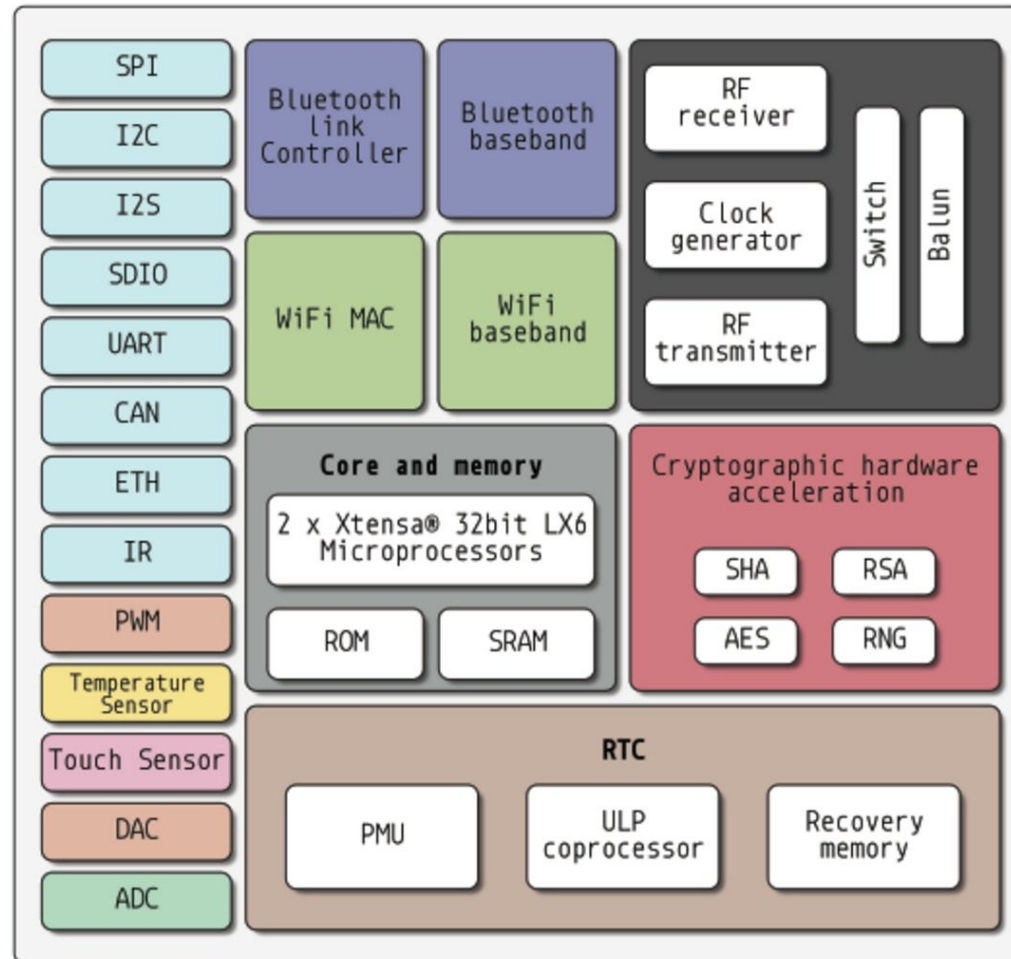 SPI
I2C
I2S
SDIO
UART
CAN
ETH
IR
PWM
Temperature
Sensor
Touch Sensor
DAC
ADC
Bluetooth
link
Controller
Bluetooth
baseband
WiFi MAC
WiFi
baseband
RF
receiver
Clock
generator
RF
transmitter
Switch
Balun
Core and memory
2 x Xtensa® 32bit LX6
Microprocessors
ROM
SRAM
Cryptographic hardware
acceleration
SHA
RSA
AES
RNG
RTC
PMU
ULP
coprocessor
Recovery
memory